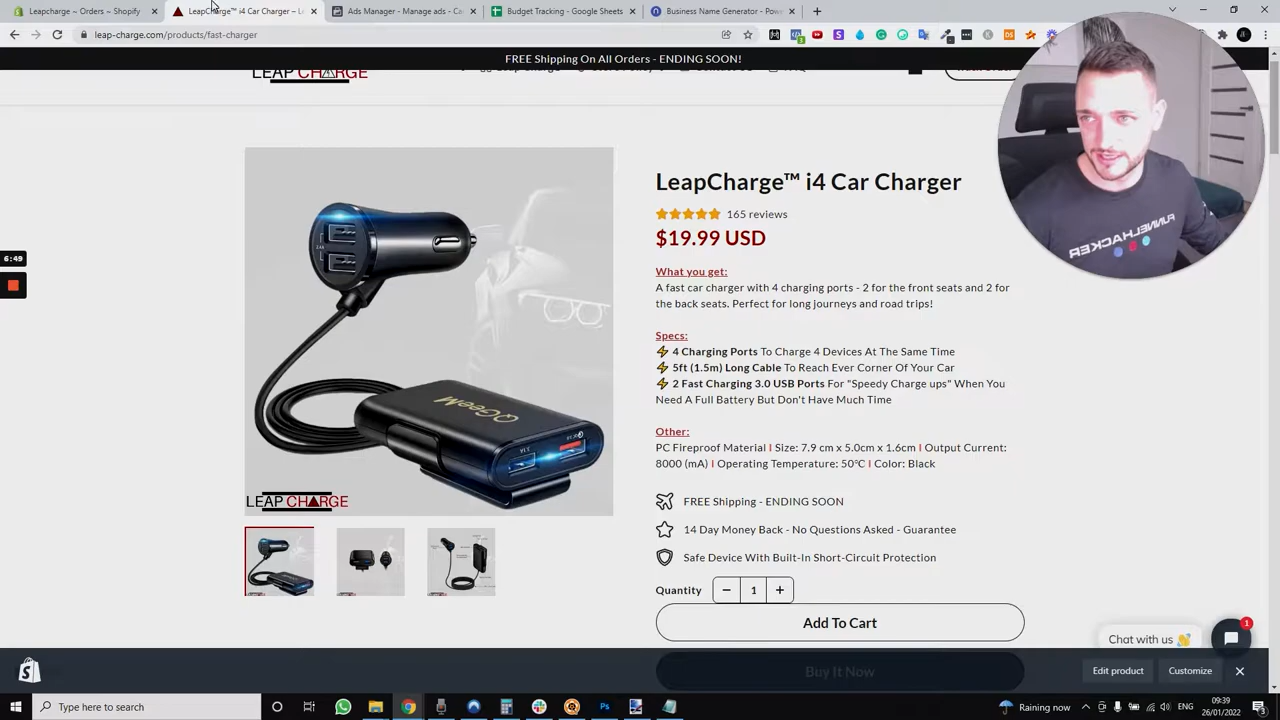 Leapcharge ~ Orders ~ Shopify
LeapCharge™ i4 Car Charger – L
Ads Manager - Manage ads - Ca
Budget Tracking - Google Sheets
Business Name Generator - Pow
leap-charge.com/products/fast-charger
FREE Shipping On All Orders - ENDING SOON!
LEAP CHARGE
LeapCharge™ i4 Car Charger
165 reviews
$19.99 USD
What you get:
A fast car charger with 4 charging ports - 2 for the front seats and 2 for
the back seats. Perfect for long journeys and road trips!
Specs:
⚡ 4 Charging Ports To Charge 4 Devices At The Same Time
⚡ 5ft (1.5m) Long Cable To Reach Ever Corner Of Your Car
⚡ 2 Fast Charging 3.0 USB Ports For "Speedy Charge ups" When You
Need A Full Battery But Don't Have Much Time
Other:
PC Fireproof Material I Size: 7.9 cm x 5.0cm x 1.6cm I Output Current:
8000 (mA) I Operating Temperature: 50°C I Color: Black
FREE Shipping - ENDING SOON
14 Day Money Back - No Questions Asked - Guarantee
Safe Device With Built-In Short-Circuit Protection
Quantity
1
Add To Cart
Buy It Now
6:49
QGeeM
LEAP CHARGE
FUNNELHACKER
Chat with us 👋
1
Edit product
Customize
Type here to search
Raining now
ENG
09:39
26/01/2022
3